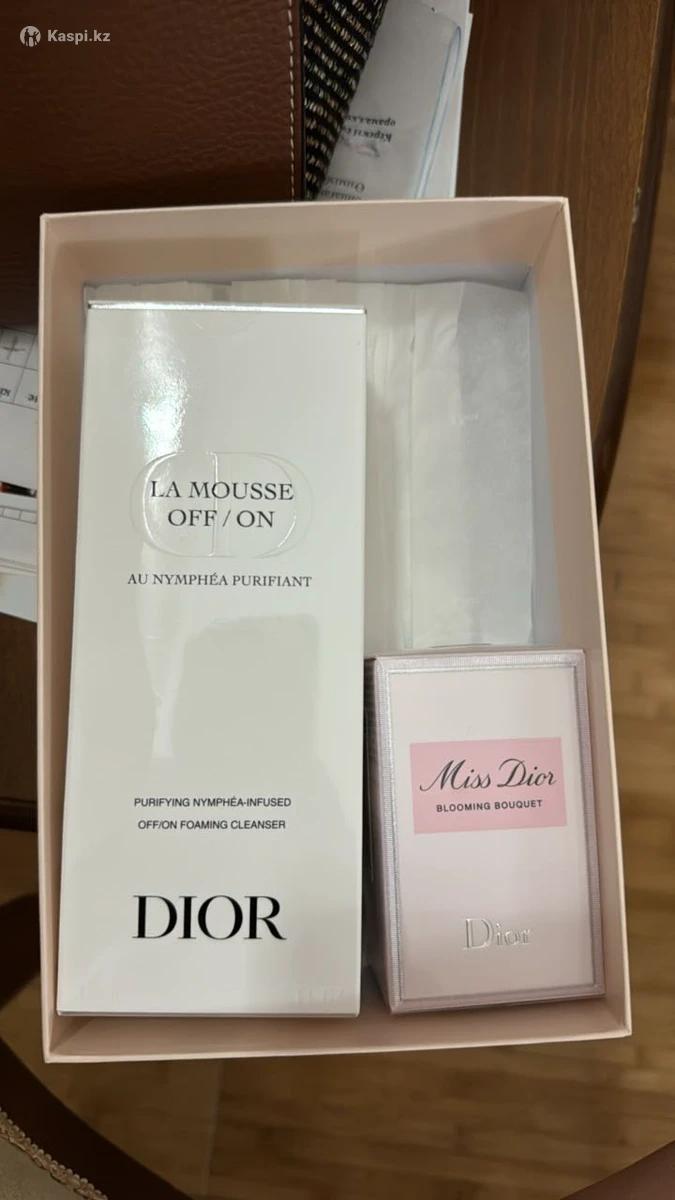 Kaspi.kz
LA MOUSSE
OFF / ON
AU NYMPHÉA PURIFIANT
PURIFYING NYMPHÉA-INFUSED
OFF/ON FOAMING CLEANSER
DIOR
Miss Dior
BLOOMING BOUQUET
Dior